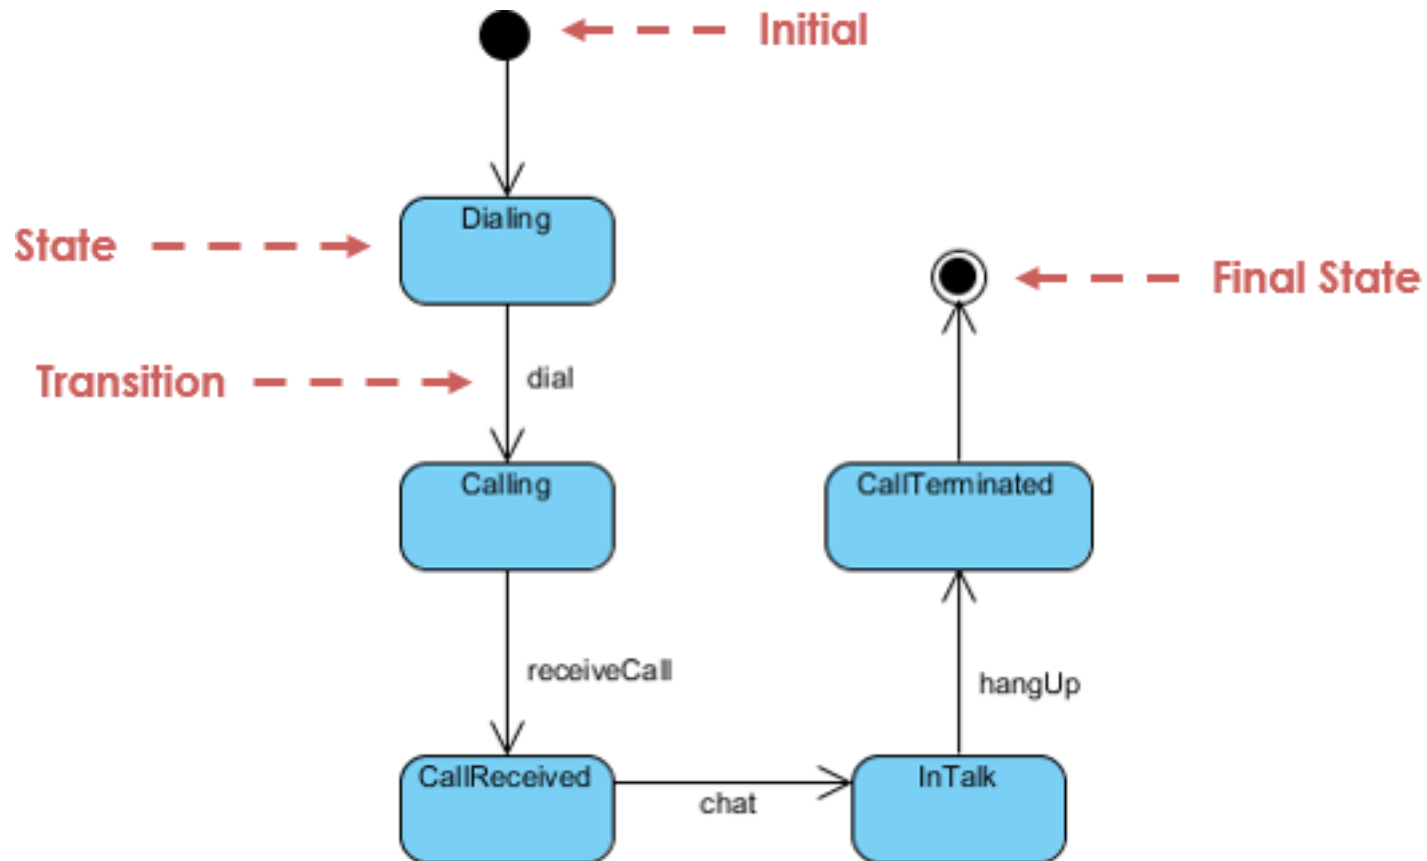 Initial
Dialing
State
Final State
Transition
dial
Calling
CallTerminated
receiveCall
hangUp
CallReceived
chat
InTalk